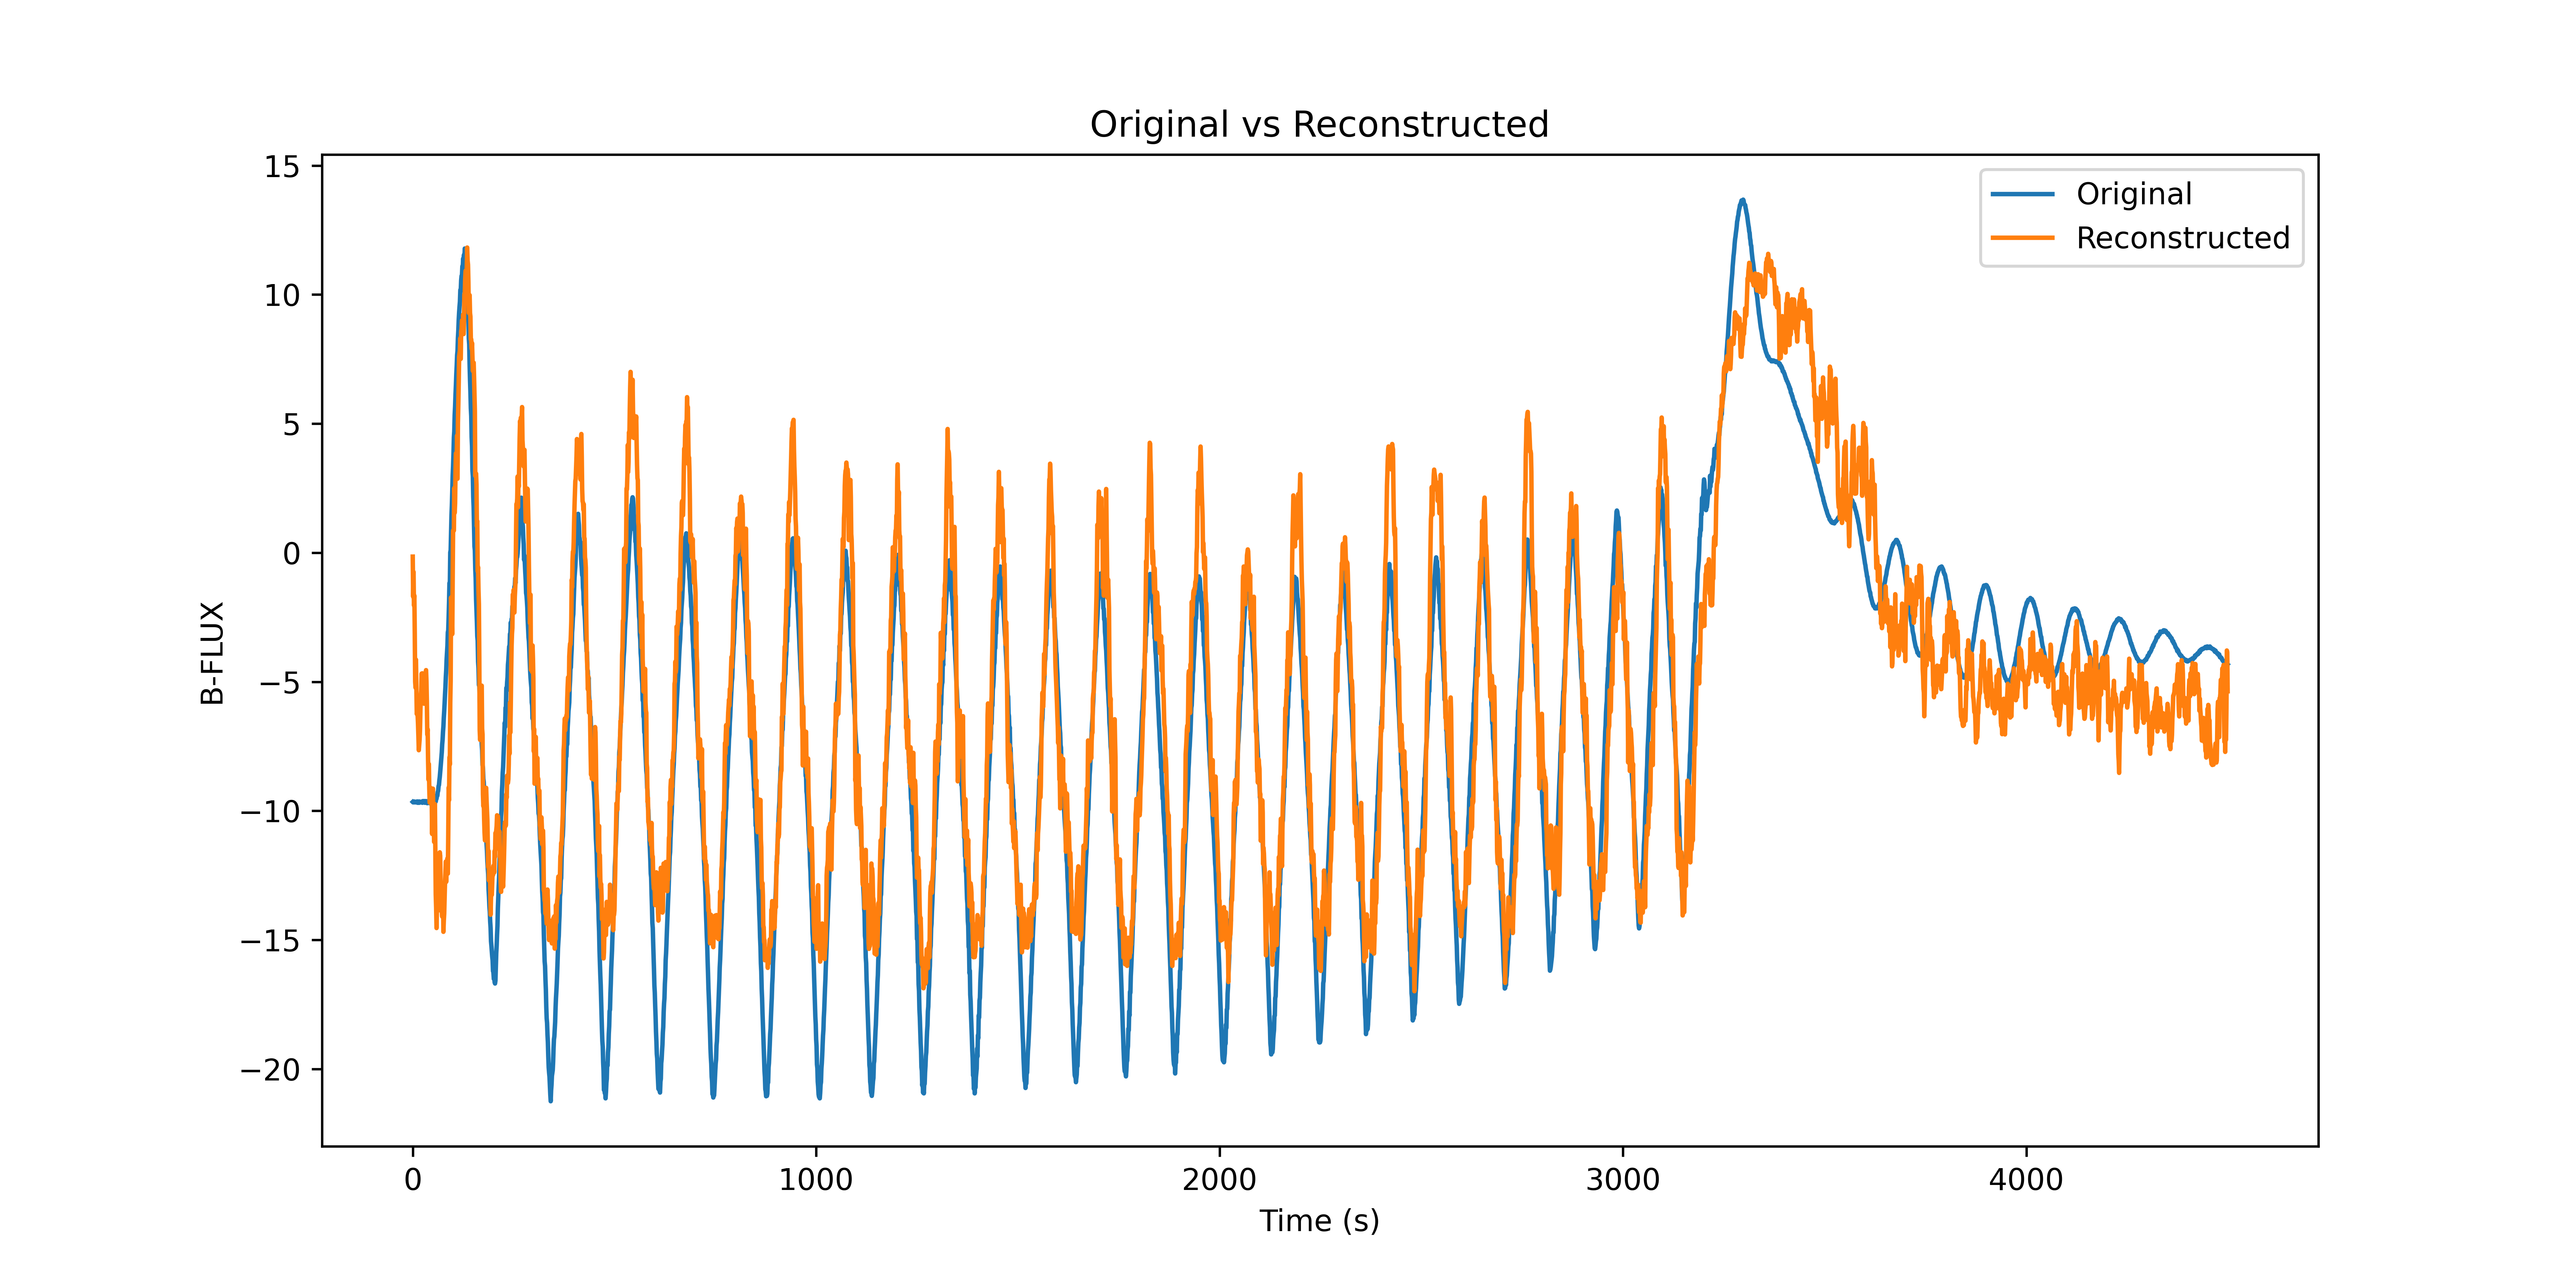 Original vs Reconstructed
Original
Reconstructed
B-FLUX
15
10
5
0
−5
−10
−15
−20
0
1000
2000
3000
4000
Time (s)